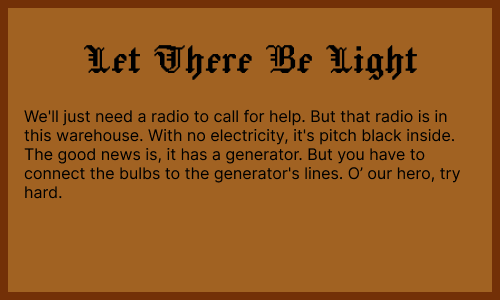 Let There Be Light
We'll just need a radio to call for help. But that radio is in
this warehouse. With no electricity, it's pitch black inside.
The good news is, it has a generator. But you have to
connect the bulbs to the generator's lines. O’ our hero, try
hard.